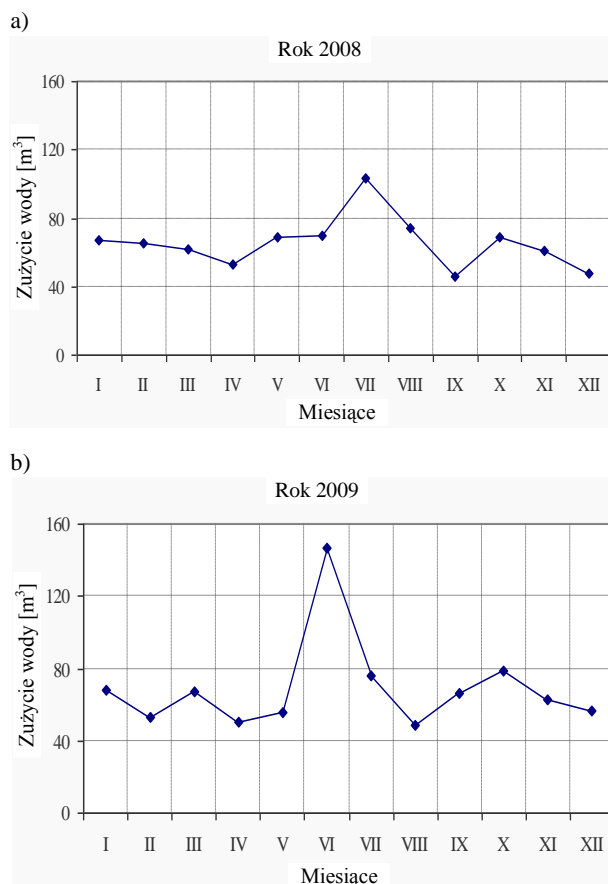 a)
Rok 2008
Zużycie wody [m³]
160
120
80
40
0
I II III IV V VI VII VIII IX X XI XII
Miesiące
b)
Rok 2009
Zużycie wody [m³]
160
120
80
40
0
I II III IV V VI VII VIII IX X XI XII
Miesiące